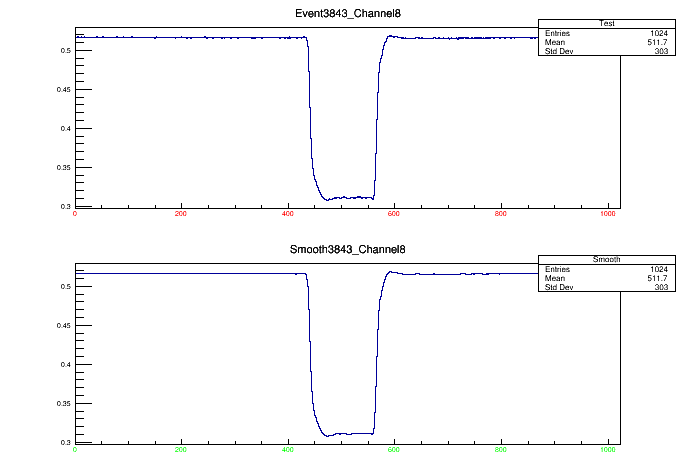 Event3843_Channel8
Test
Entries 1024
Mean 511.7
Std Dev 303
0.5
0.45
0.4
0.35
0.3
0 200 400 600 800 1000
Smooth3843_Channel8
Smooth
Entries 1024
Mean 511.7
Std Dev 303
0.5
0.45
0.4
0.35
0.3
0 200 400 600 800 1000